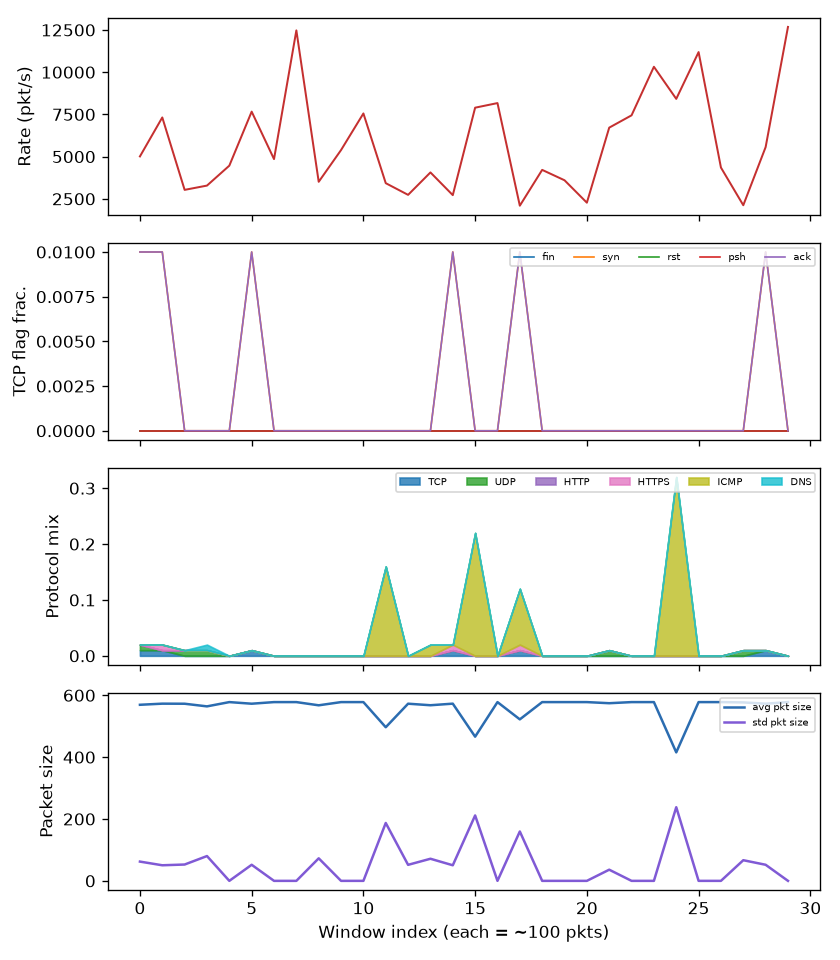 12500
10000
7500
5000
2500
Rate (pkt/s)
0.0100
0.0075
0.0050
0.0025
0.0000
TCP flag frac.
fin syn rst psh ack
0.3
0.2
0.1
0.0
Protocol mix
TCP UDP HTTP HTTPS ICMP DNS
600
400
200
0
Packet size
avg pkt size
std pkt size
0 5 10 15 20 25 30
Window index (each = ~100 pkts)